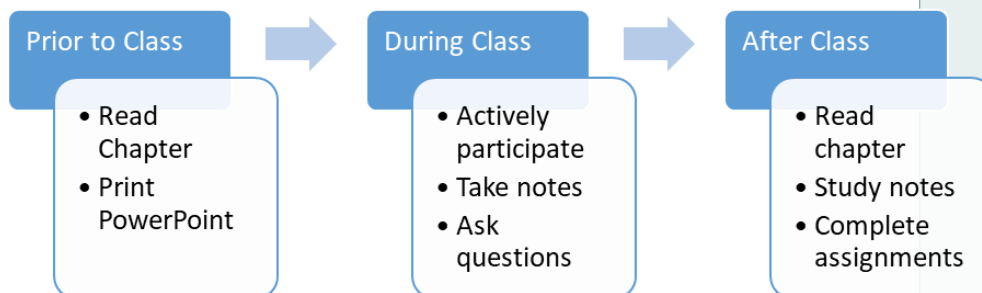 Prior to Class
• Read
Chapter
• Print
PowerPoint
During Class
• Actively
participate
• Take notes
• Ask
questions
After Class
• Read
chapter
• Study notes
• Complete
assignments